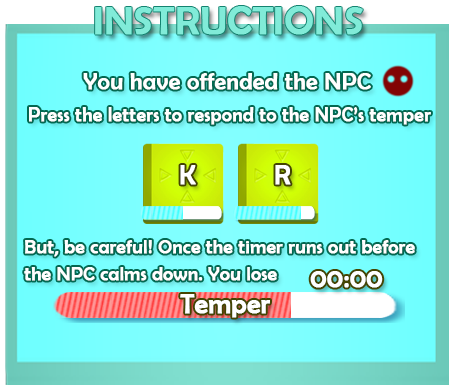 INSTRUCTIONS
You have offended the NPC
Press the letters to respond to the NPC's temper
K R
But, be careful! Once the timer runs out before
the NPC calms down. You lose
00:00
Temper